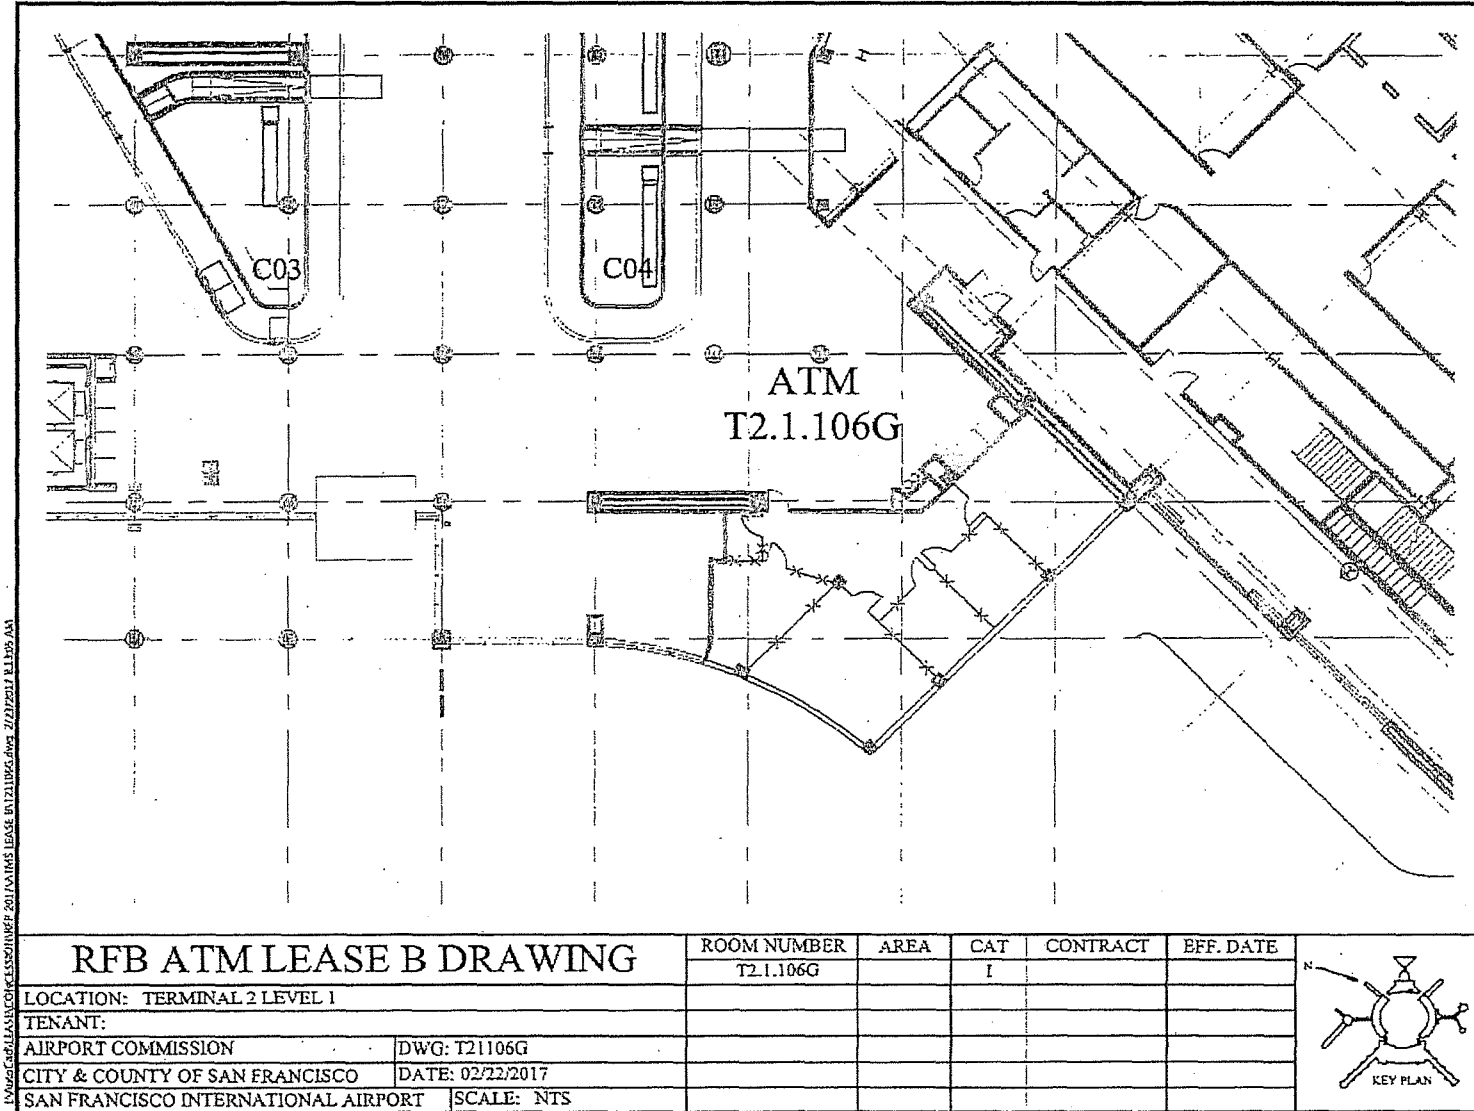 C03
C04
ATM
T2.1.106G
RFB ATM LEASE B DRAWING
LOCATION: TERMINAL 2 LEVEL 1
TENANT:
AIRPORT COMMISSION
DWG: T21106G
CITY & COUNTY OF SAN FRANCISCO
DATE: 02/22/2017
SAN FRANCISCO INTERNATIONAL AIRPORT
SCALE: NTS
ROOM NUMBER AREA CAT CONTRACT EFF. DATE
T2.1.106G I
N
KEY PLAN